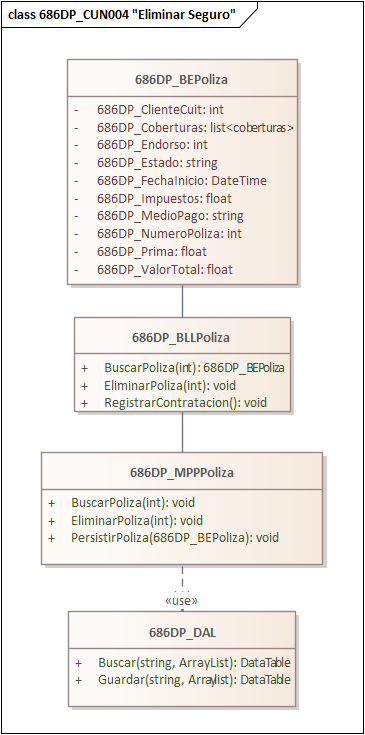 class 686DP_CUN004 "Eliminar Seguro"
686DP_BEPoliza
- 686DP_ClienteCuit: int
- 686DP_Coberturas: list<coberturas>
- 686DP_Endorso: int
- 686DP_Estado: string
- 686DP_FechaInicio: DateTime
- 686DP_Impuestos: float
- 686DP_MedioPago: string
- 686DP_NumeroPoliza: int
- 686DP_Prima: float
- 686DP_ValorTotal: float
686DP_BLLPoliza
+ BuscarPoliza(int): 686DP_BEPoliza
+ EliminarPoliza(int): void
+ RegistrarContratacion(): void
686DP_MPPPoliza
+ BuscarPoliza(int): void
+ EliminarPoliza(int): void
+ PersistirPoliza(686DP_BEPoliza): void
«use»
686DP_DAL
+ Buscar(string, ArrayList): DataTable
+ Guardar(string, Arraylist): DataTable